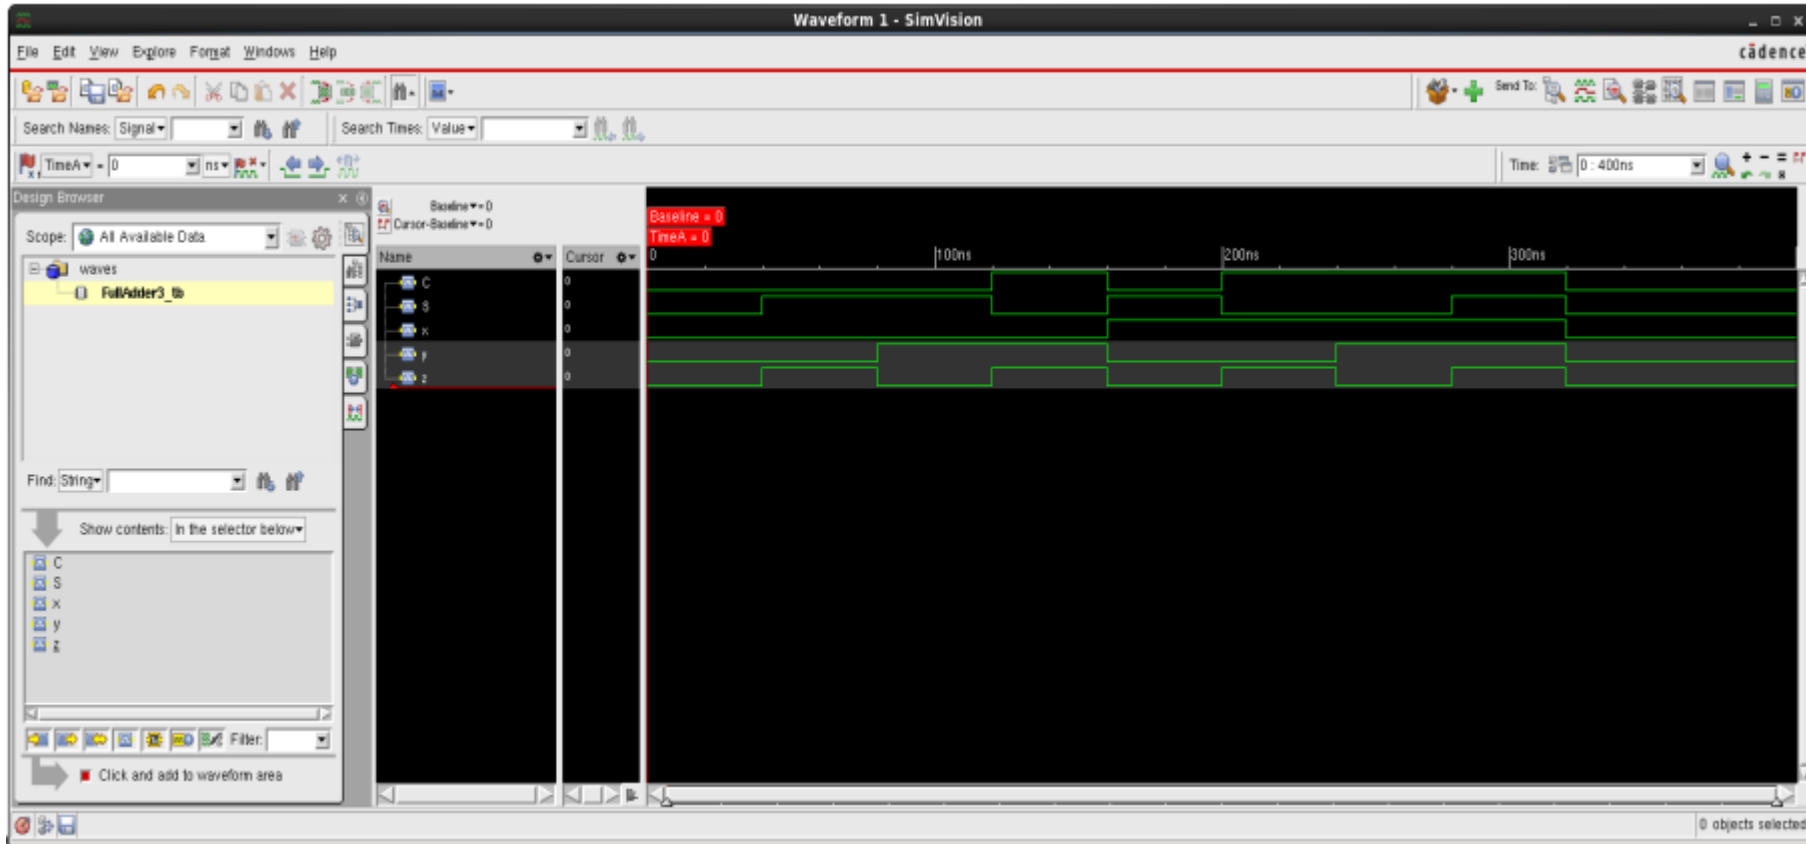 Waveform 1 - SimVision
File Edit View Explore Format Windows Help
cādence
Send To:
Search Names: Signal
Search Times: Value
TimeA = 0 ns
Time: 0 : 400ns
Design Browser
Baseline = 0
Cursor-Baseline = 0
Baseline = 0
TimeA = 0
Scope: All Available Data
Name Cursor
0 100ns 200ns 300ns
waves
FullAdder3_tb
C 0
S 0
x 0
y 0
z 0
Find: String
Show contents: In the selector below
C
S
x
y
z
Filter:
Click and add to waveform area
0 objects selected